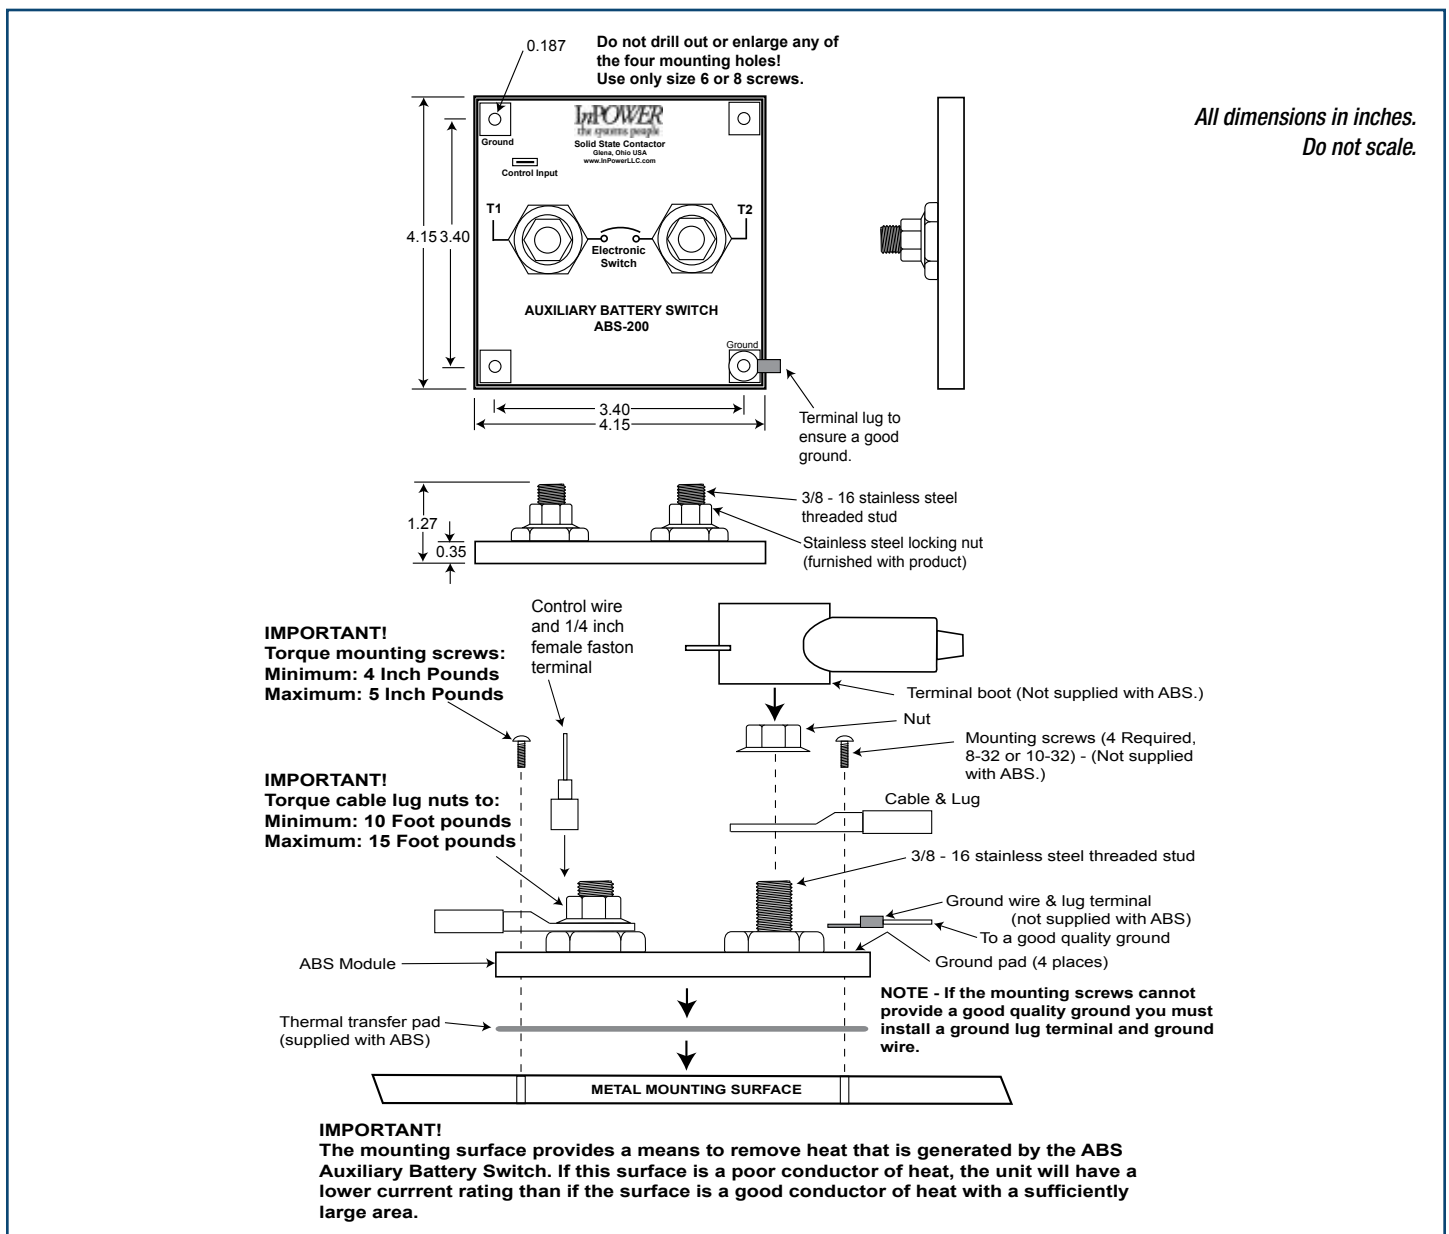 0.187
Do not drill out or enlarge any of
the four mounting holes!
Use only size 6 or 8 screws.
All dimensions in inches.
Do not scale.
InPOWER
the systems people
Solid State Contactor
Glena, Ohio USA
www.InPowerLLC.com
Ground
Control Input
T1
T2
4.15
3.40
Electronic
Switch
AUXILIARY BATTERY SWITCH
ABS-200
Ground
3.40
4.15
Terminal lug to
ensure a good
ground.
1.27
0.35
3/8 - 16 stainless steel
threaded stud
Stainless steel locking nut
(furnished with product)
IMPORTANT!
Torque mounting screws:
Minimum: 4 Inch Pounds
Maximum: 5 Inch Pounds
Control wire
and 1/4 inch
female faston
terminal
Terminal boot (Not supplied with ABS.)
Nut
Mounting screws (4 Required,
8-32 or 10-32) - (Not supplied
with ABS.)
IMPORTANT!
Torque cable lug nuts to:
Minimum: 10 Foot pounds
Maximum: 15 Foot pounds
Cable & Lug
3/8 - 16 stainless steel threaded stud
Ground wire & lug terminal
(not supplied with ABS)
To a good quality ground
Ground pad (4 places)
ABS Module
NOTE - If the mounting screws cannot
provide a good quality ground you must
install a ground lug terminal and ground
wire.
Thermal transfer pad
(supplied with ABS)
METAL MOUNTING SURFACE
IMPORTANT!
The mounting surface provides a means to remove heat that is generated by the ABS
Auxiliary Battery Switch. If this surface is a poor conductor of heat, the unit will have a
lower currrent rating than if the surface is a good conductor of heat with a sufficiently
large area.